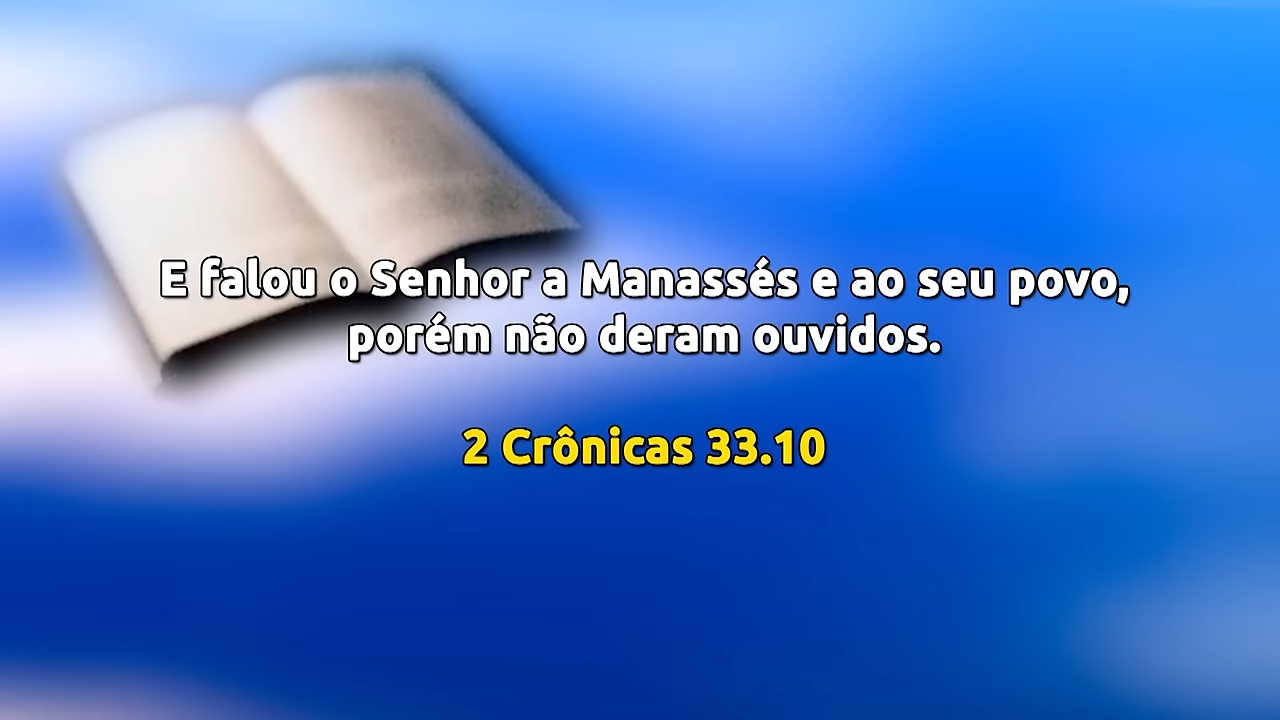 E falou o Senhor a Manassés e ao seu povo,
porém não deram ouvidos.
2 Crônicas 33.10